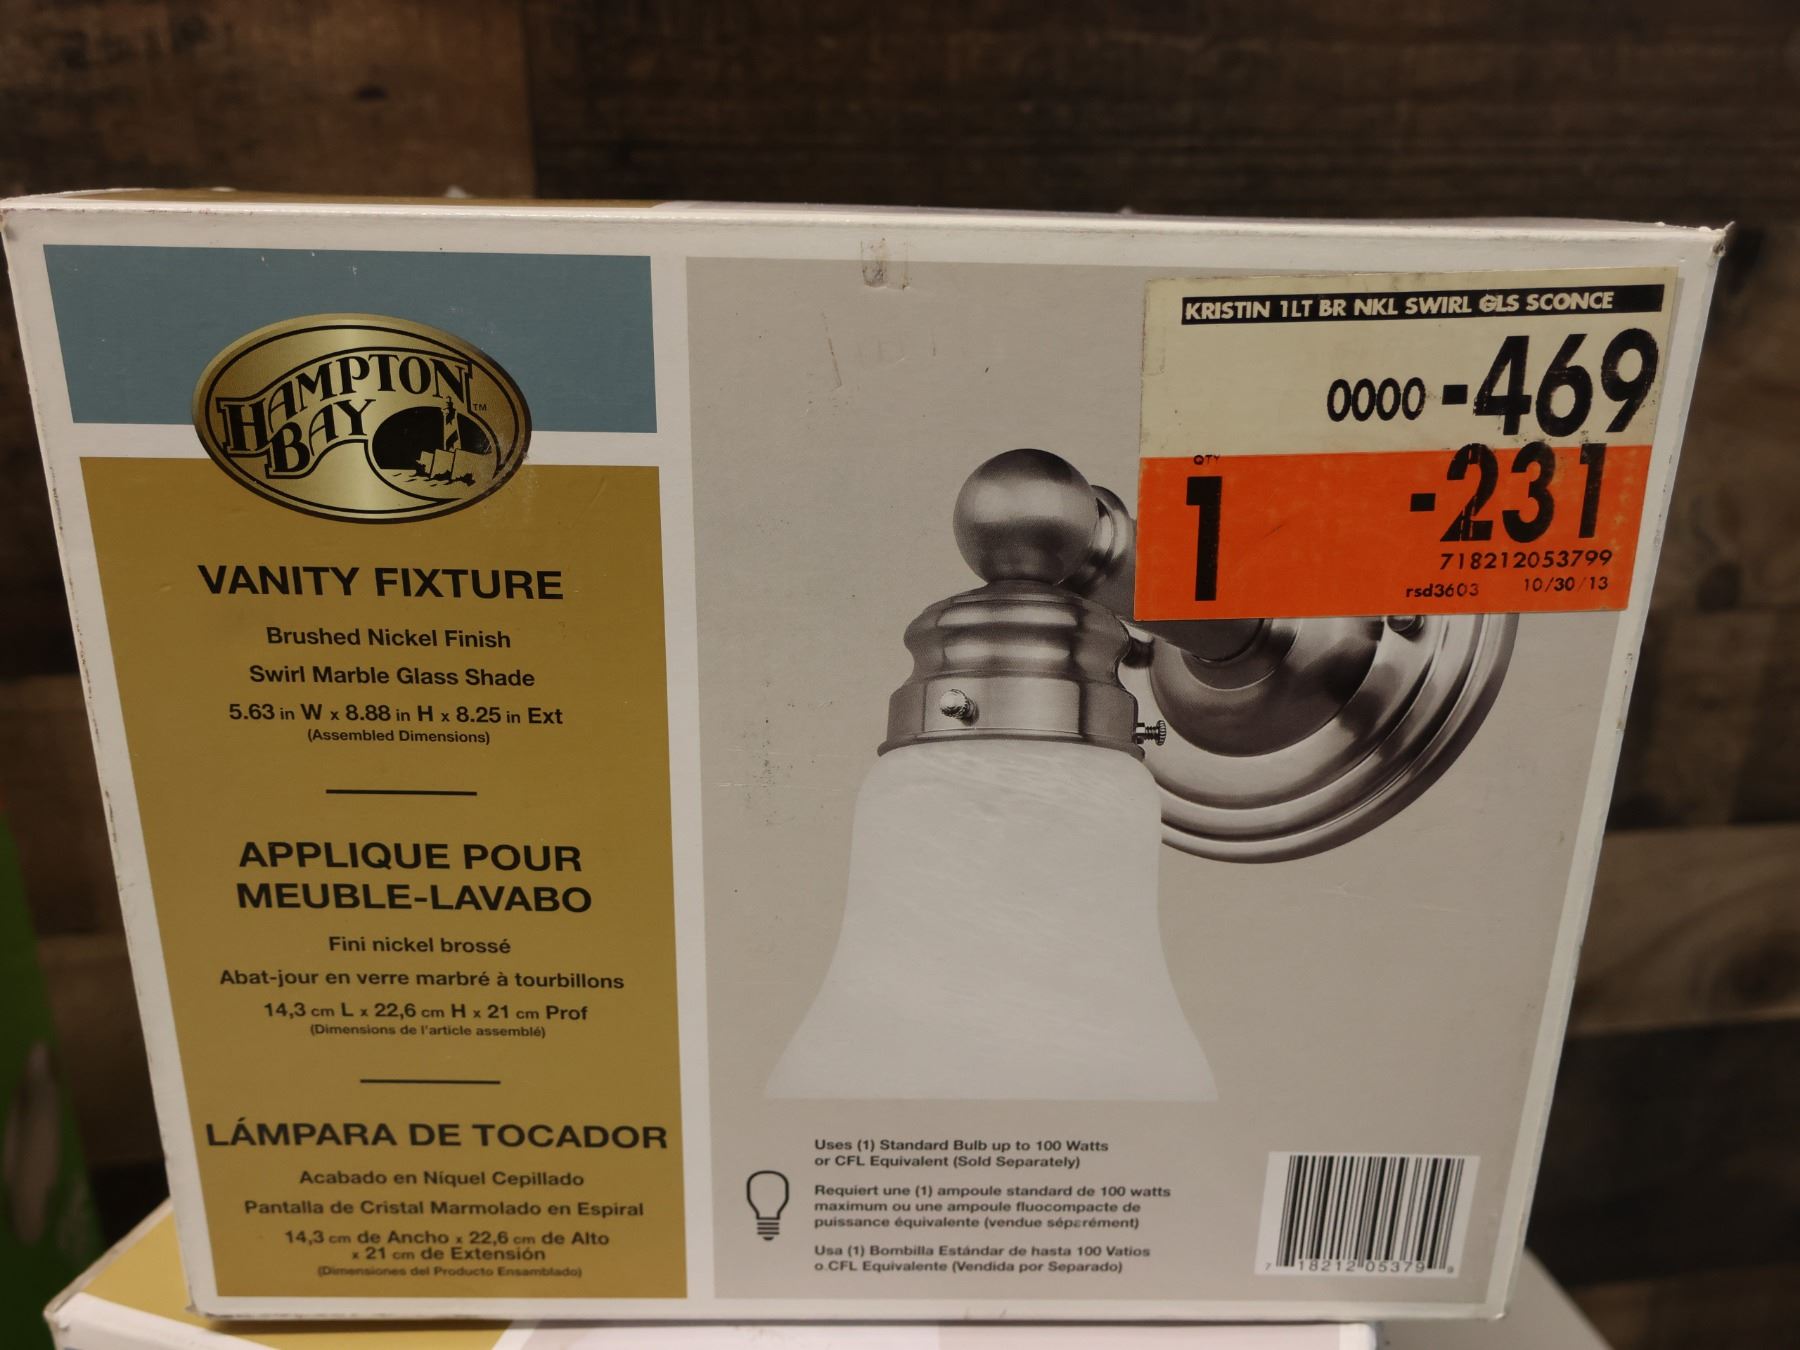 HAMPTON
BAY™
VANITY FIXTURE
Brushed Nickel Finish
Swirl Marble Glass Shade
5.63 in W x 8.88 in H x 8.25 in Ext
(Assembled Dimensions)
APPLIQUE POUR
MEUBLE-LAVABO
Fini nickel brossé
Abat-jour en verre marbré à tourbillons
14,3 cm L x 22,6 cm H x 21 cm Prof
(Dimensions de l'article assemblé)
LÁMPARA DE TOCADOR
Acabado en Níquel Cepillado
Pantalla de Cristal Marmolado en Espiral
14,3 cm de Ancho x 22,6 cm de Alto
x 21 cm de Extensión
(Dimensiones del Producto Ensamblado)
KRISTIN 1LT BR NKL SWIRL GLS SCONCE
0000 -469
QTY
1
-231
718212053799
rsd3603 10/30/13
Uses (1) Standard Bulb up to 100 Watts
or CFL Equivalent (Sold Separately)
Requiert une (1) ampoule standard de 100 watts
maximum ou une ampoule fluocompacte de
puissance équivalente (vendue séparément)
Usa (1) Bombilla Estándar de hasta 100 Vatios
o CFL Equivalente (Vendida por Separado)
7 18212 05379 9